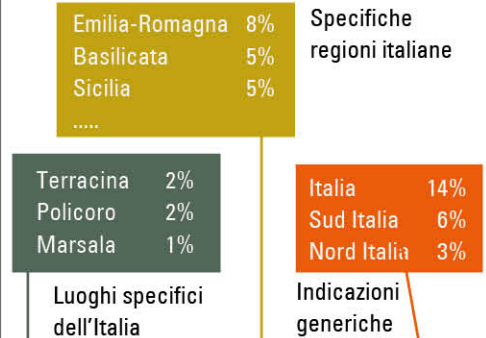 Emilia-Romagna 8%
Basilicata 5%
Sicilia 5%
.....
Specifiche
regioni italiane
Terracina 2%
Policoro 2%
Marsala 1%
Luoghi specifici
dell'Italia
Italia 14%
Sud Italia 6%
Nord Italia 3%
Indicazioni
generiche